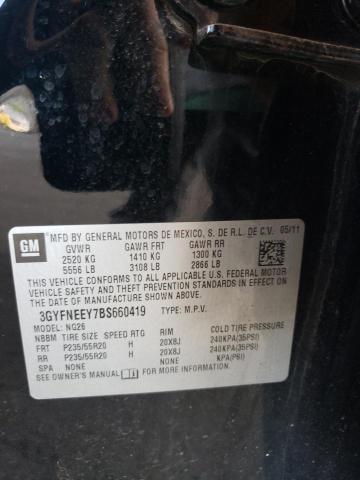 GM
MFD BY GENERAL MOTORS DE MEXICO, S. DE R.L. DE C.V. 05/11
GVWR GAWR FRT GAWR RR
2520 KG 1410 KG 1300 KG
5556 LB 3108 LB 2866 LB
THIS VEHICLE CONFORMS TO ALL APPLICABLE U.S. FEDERAL MOTOR
VEHICLE SAFETY, AND THEFT PREVENTION STANDARDS IN EFFECT ON
THE DATE OF MANUFACTURE SHOWN ABOVE.
3GYFNEEY7BS660419 TYPE: M.P.V.
MODEL: NG26
NBBM TIRE SIZE SPEED RTG RIM COLD TIRE PRESSURE
FRT P235/55R20 H 20X8J 240KPA(35PSI)
RR P235/55R20 H 20X8J 240KPA(35PSI)
SPA NONE NONE KPA(PSI)
SEE OWNER'S MANUAL FOR ADDITIONAL INFORMATION